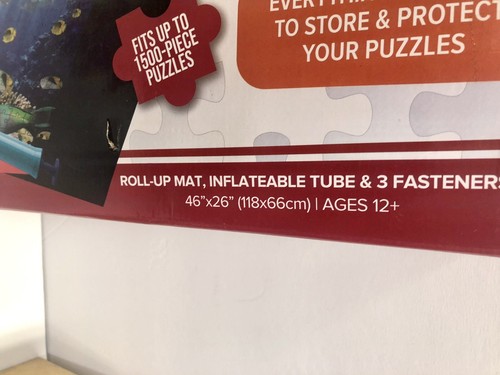 FITS UP TO
1500-PIECE
PUZZLES
TO STORE & PROTECT
YOUR PUZZLES
ROLL-UP MAT, INFLATEABLE TUBE & 3 FASTENERS
46”x26” (118x66cm) | AGES 12+